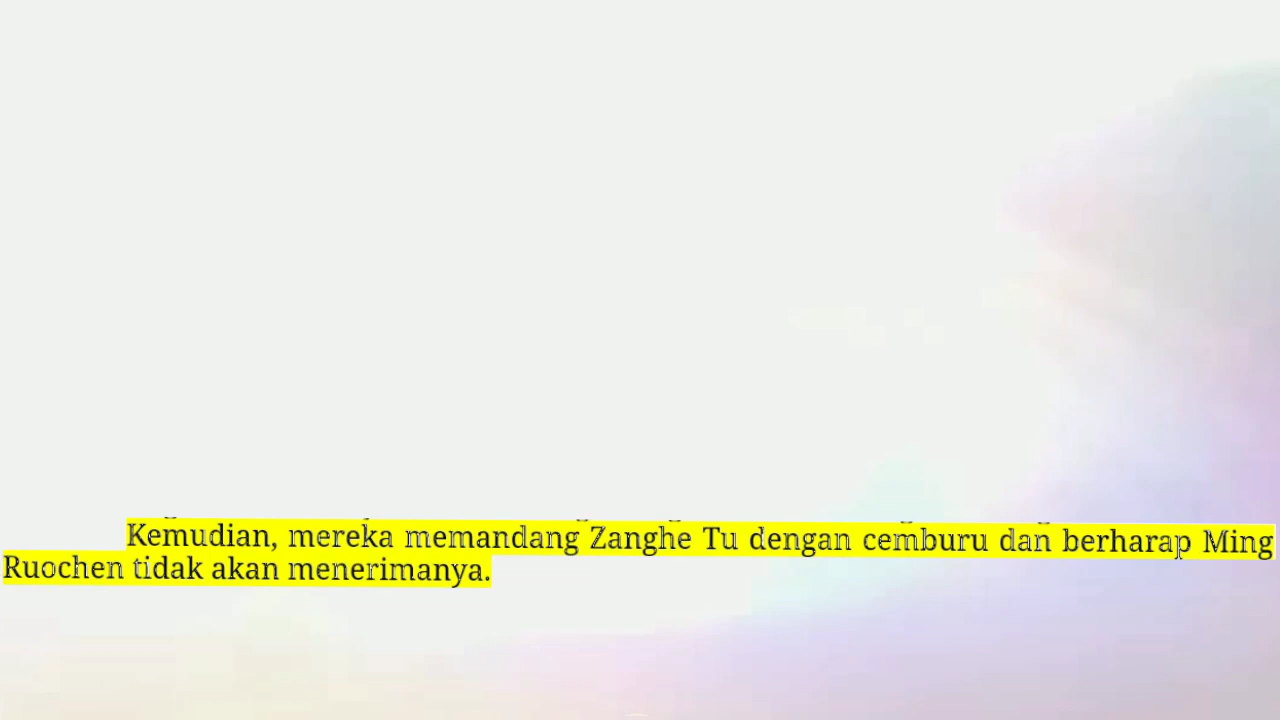 Kemudian, mereka memandang Zanghe Tu dengan cemburu dan berharap Ming
Ruochen tidak akan menerimanya.